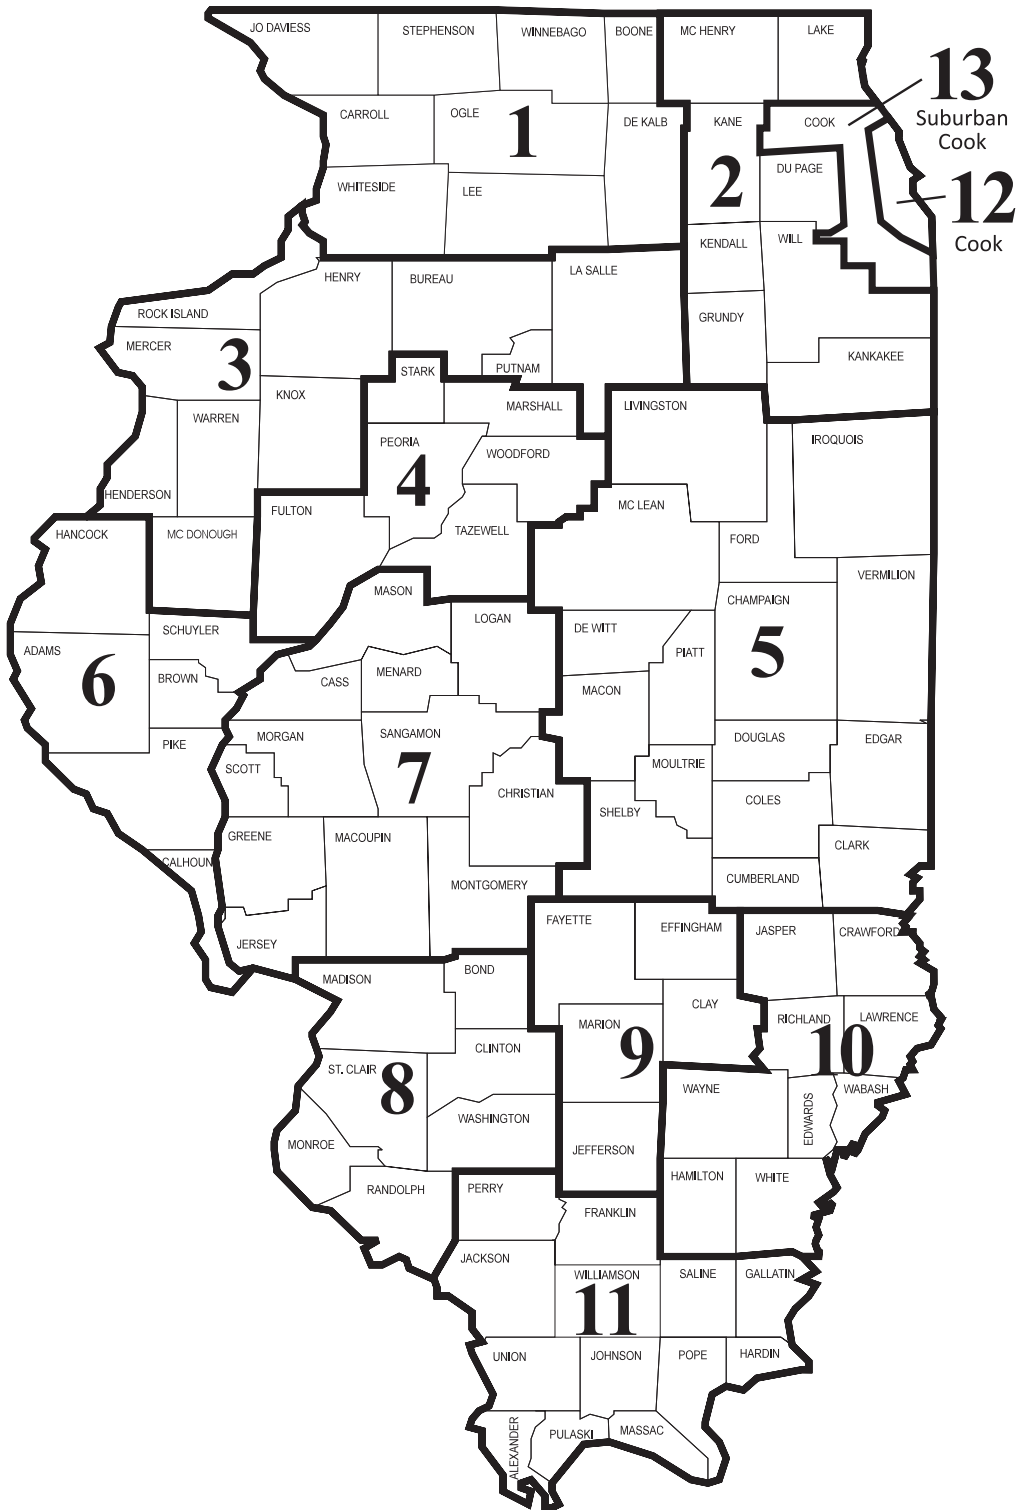 JO DAVIESS
STEPHENSON
WINNEBAGO
BOONE
MC HENRY
LAKE
13
Suburban
Cook
CARROLL
OGLE
1
DE KALB
KANE
COOK
2
DU PAGE
12
Cook
WHITESIDE
LEE
KENDALL
WILL
HENRY
BUREAU
LA SALLE
ROCK ISLAND
GRUNDY
MERCER
3
KANKAKEE
STARK
PUTNAM
KNOX
MARSHALL
LIVINGSTON
WARREN
PEORIA
IROQUOIS
4
WOODFORD
HENDERSON
FULTON
MC LEAN
HANCOCK
MC DONOUGH
TAZEWELL
FORD
VERMILION
MASON
CHAMPAIGN
LOGAN
SCHUYLER
DE WITT
ADAMS
5
PIATT
6
BROWN
CASS
MENARD
MACON
PIKE
MORGAN
SANGAMON
DOUGLAS
EDGAR
SCOTT
7
MOULTRIE
CHRISTIAN
COLES
SHELBY
GREENE
MACOUPIN
CLARK
CALHOUN
MONTGOMERY
CUMBERLAND
JERSEY
FAYETTE
EFFINGHAM
JASPER
CRAWFORD
MADISON
BOND
CLAY
MARION
RICHLAND
LAWRENCE
9
10
CLINTON
ST. CLAIR
8
WAYNE
EDWARDS
WABASH
WASHINGTON
MONROE
JEFFERSON
RANDOLPH
PERRY
HAMILTON
WHITE
FRANKLIN
JACKSON
WILLIAMSON
SALINE
GALLATIN
11
UNION
JOHNSON
POPE
HARDIN
ALEXANDER
PULASKI
MASSAC